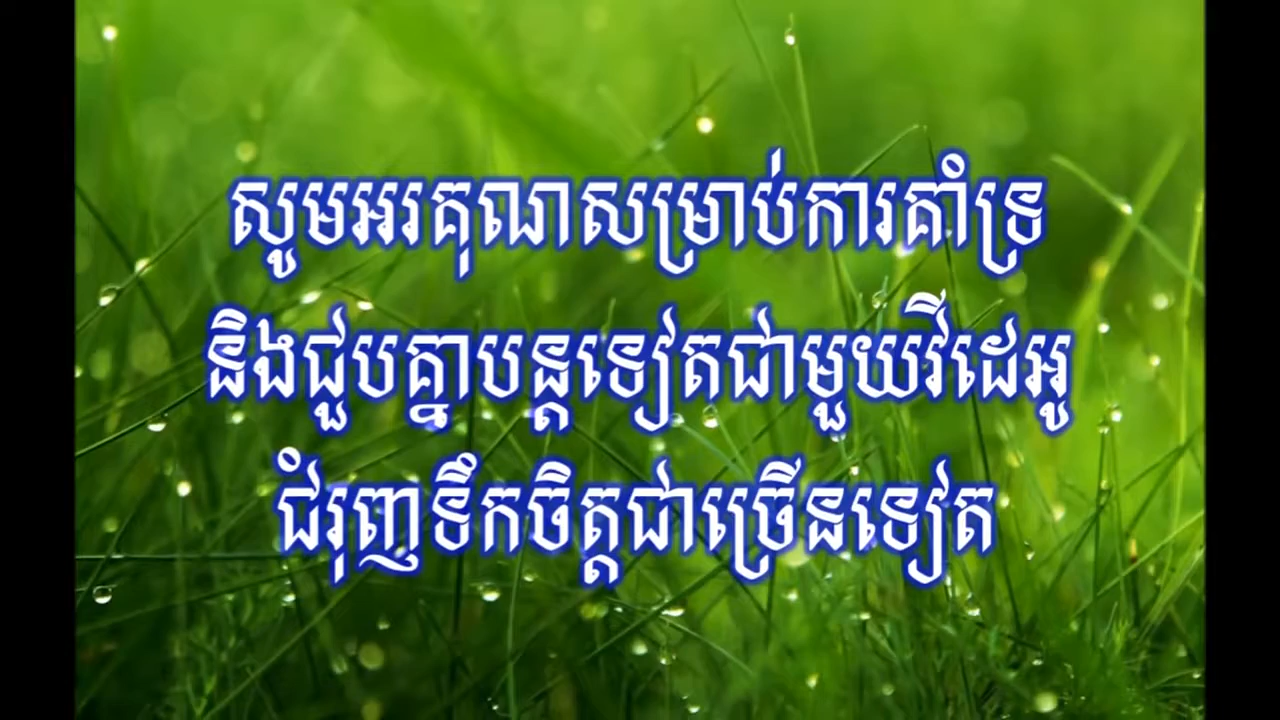 សូមអរគុណសម្រាប់ការគាំទ្រ
និងជួបគ្នាបន្តទៀតជាមួយវីដេអូ
ជំរុញទឹកចិត្តជាច្រើនទៀត